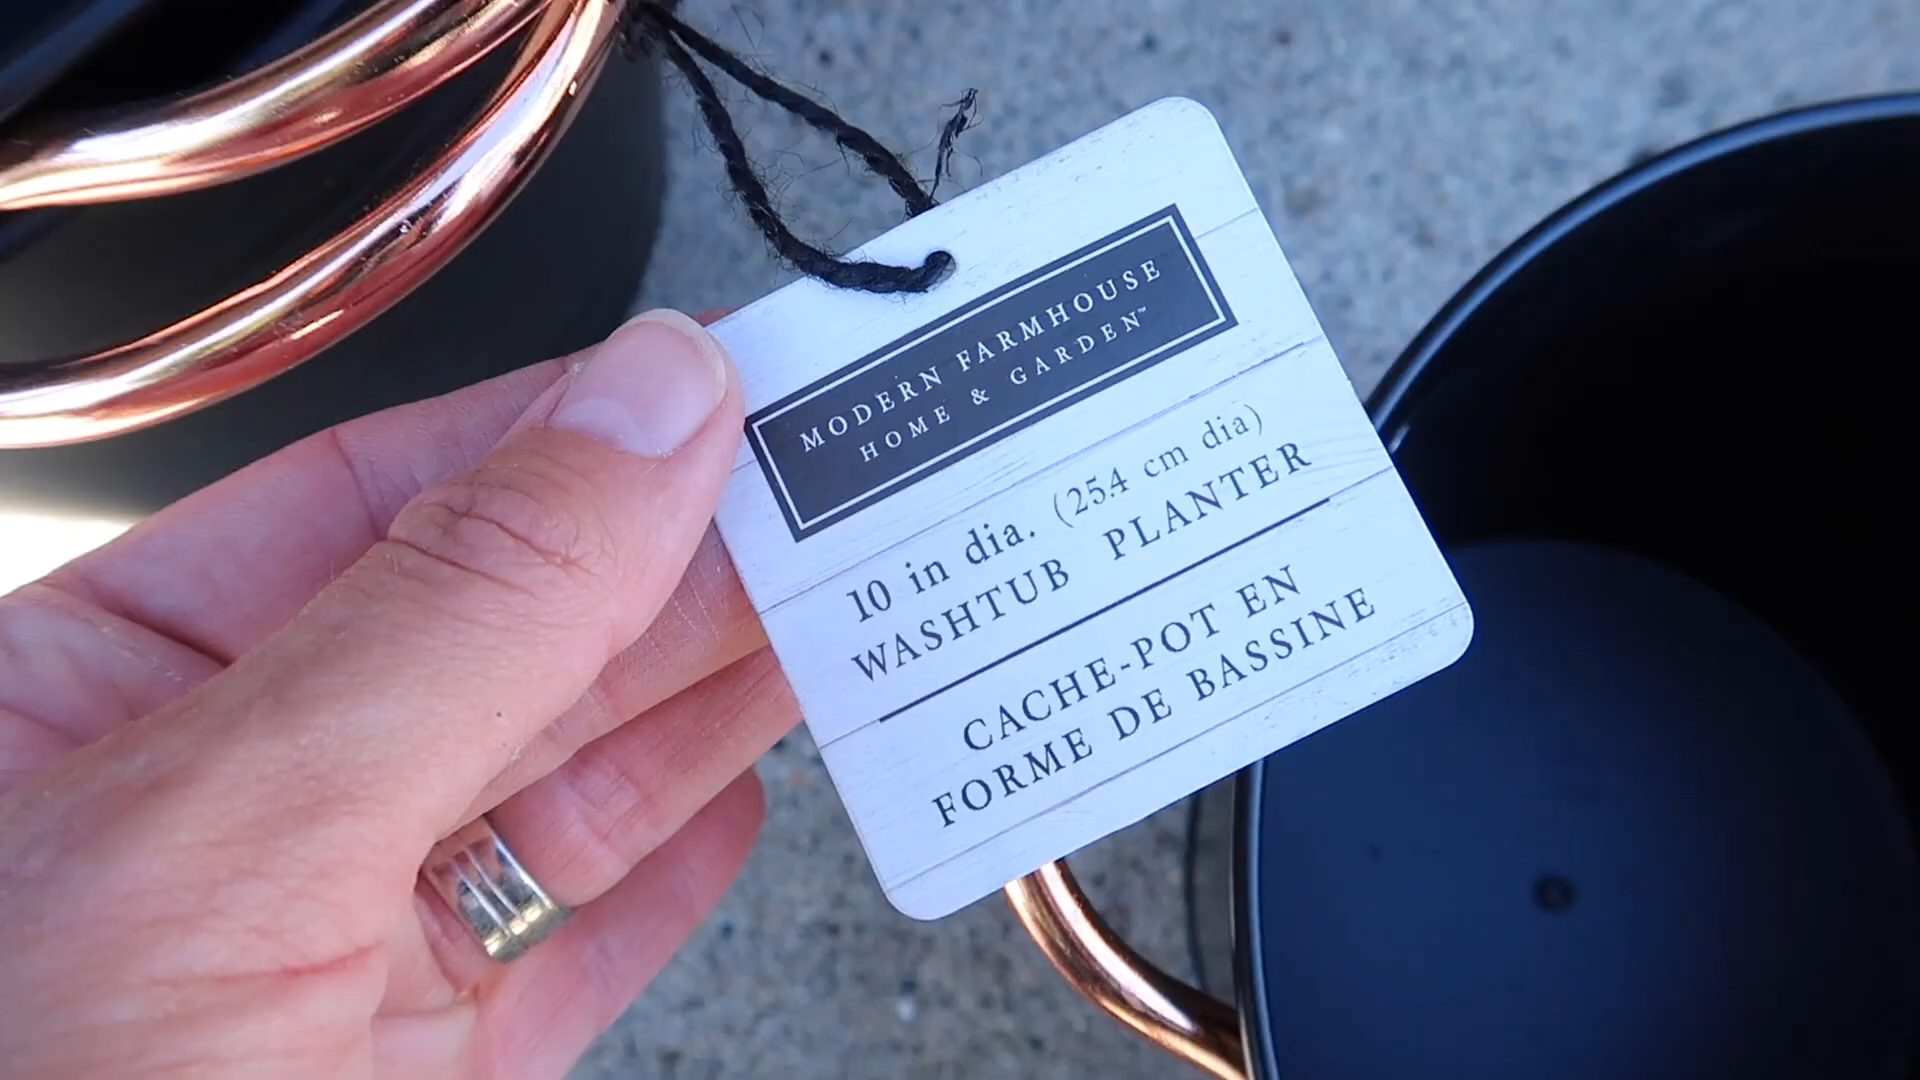 MODERN FARMHOUSE
HOME & GARDEN™
10 in dia. (25.4 cm dia)
WASHTUB PLANTER
CACHE-POT EN
FORME DE BASSINE